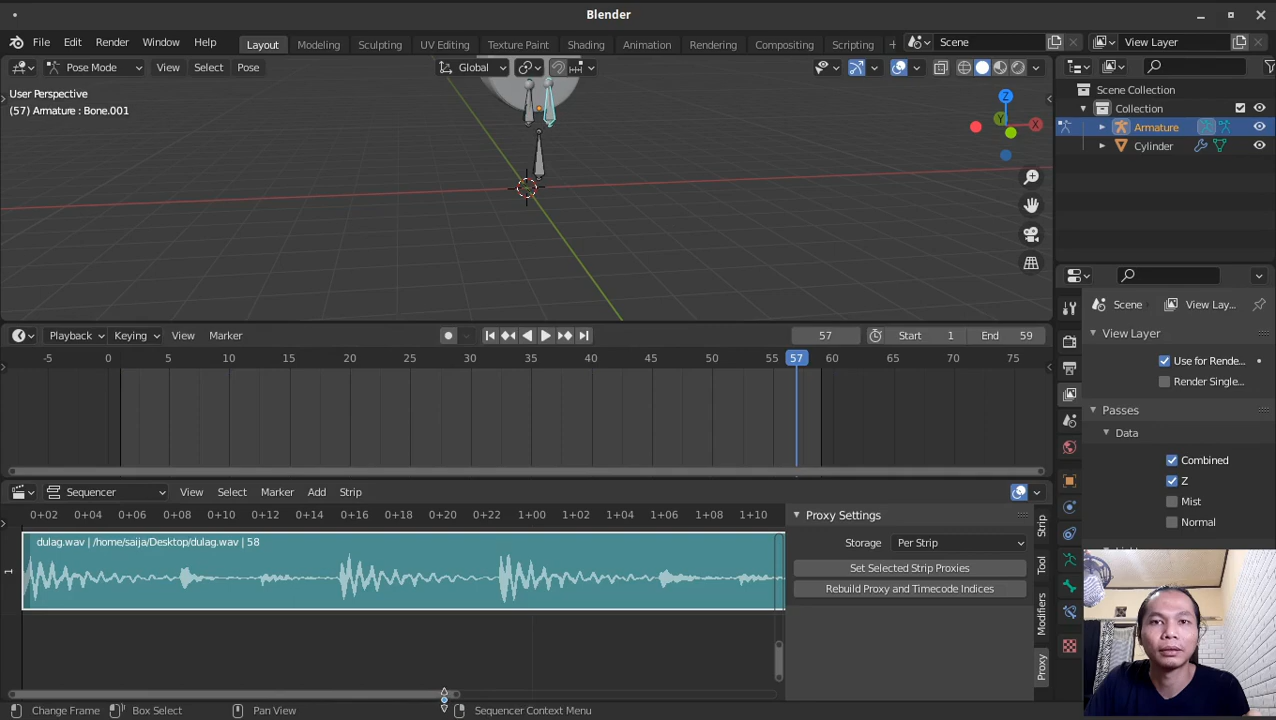 Blender
File Edit Render Window Help Layout Modeling Sculpting UV Editing Texture Paint Shading Animation Rendering Compositing Scripting + Scene View Layer
Pose Mode View Select Pose Global
User Perspective
(57) Armature : Bone.001
Z
Y
X
Scene Collection
Collection
Armature
Cylinder
Playback Keying View Marker 57 Start 1 End 59
-5 0 5 10 15 20 25 30 35 40 45 50 55 57 60 65 70 75
Scene View Lay...
View Layer
Use for Rende...
Render Single...
Passes
Data
Combined
Z
Mist
Normal
Sequencer View Select Marker Add Strip
0+02 0+04 0+06 0+08 0+10 0+12 0+14 0+16 0+18 0+20 0+22 1+00 1+02 1+04 1+06 1+08 1+10
dulag.wav | /home/saija/Desktop/dulag.wav | 58
1
Proxy Settings
Storage Per Strip
Set Selected Strip Proxies
Rebuild Proxy and Timecode Indices
Strip
Tool
Modifiers
Proxy
Change Frame Box Select Pan View Sequencer Context Menu